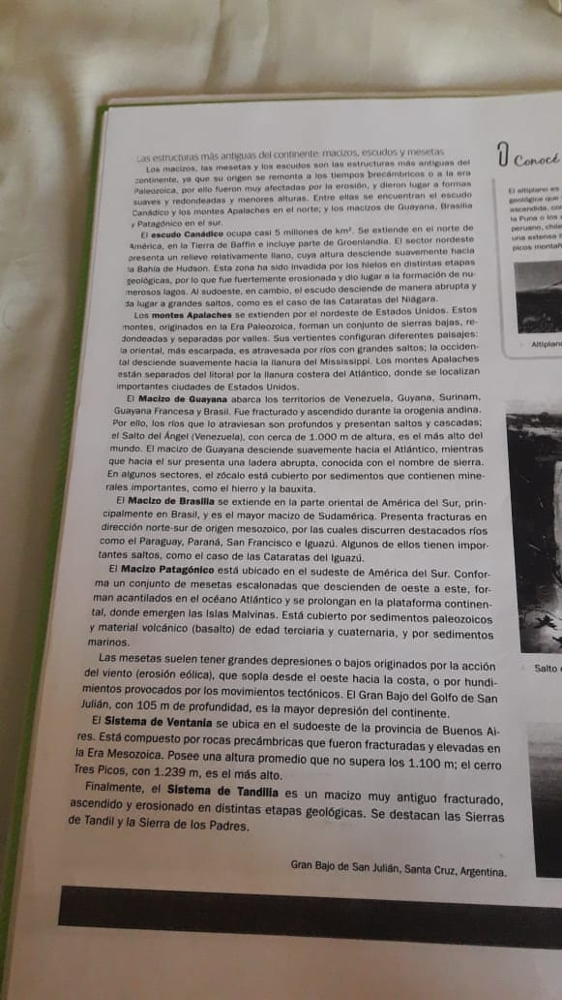 Las estructuras más antiguas del continente: macizos, escudos y mesetas
Los macizos, las mesetas y los escudos son las estructuras más antiguas del
continente, ya que su origen se remonta a los tiempos precámbricos o a la era
Paleozoica, por ello fueron muy afectadas por la erosión, y dieron lugar a formas
suaves y redondeadas y menores alturas. Entre ellas se encuentran el escudo
Canádico y los montes Apalaches en el norte; y los macizos de Guayana, Brasilia
y Patagónico en el sur.
El escudo Canádico ocupa casi 5 millones de km². Se extiende en el norte de
América, en la Tierra de Baffin e incluye parte de Groenlandia. El sector nordeste
presenta un relieve relativamente llano, cuya altura desciende suavemente hacia
la Bahía de Hudson. Esta zona ha sido invadida por los hielos en distintas etapas
geológicas, por lo que fue fuertemente erosionada y dio lugar a la formación de nu-
merosos lagos. Al sudoeste, en cambio, el escudo desciende de manera abrupta y
da lugar a grandes saltos, como es el caso de las Cataratas del Niágara.
Los montes Apalaches se extienden por el nordeste de Estados Unidos. Estos
montes, originados en la Era Paleozoica, forman un conjunto de sierras bajas, re-
dondeadas y separadas por valles. Sus vertientes configuran diferentes paisajes:
la oriental, más escarpada, es atravesada por ríos con grandes saltos; la occiden-
tal desciende suavemente hacia la llanura del Mississippi. Los montes Apalaches
están separados del litoral por la llanura costera del Atlántico, donde se localizan
importantes ciudades de Estados Unidos.
El Macizo de Guayana abarca los territorios de Venezuela, Guyana, Surinam,
Guayana Francesa y Brasil. Fue fracturado y ascendido durante la orogenia andina.
Por ello, los ríos que lo atraviesan son profundos y presentan saltos y cascadas;
el Salto del Ángel (Venezuela), con cerca de 1.000 m de altura, es el más alto del
mundo. El macizo de Guayana desciende suavemente hacia el Atlántico, mientras
que hacia el sur presenta una ladera abrupta, conocida con el nombre de sierra.
En algunos sectores, el zócalo está cubierto por sedimentos que contienen mine-
rales importantes, como el hierro y la bauxita.
El Macizo de Brasilia se extiende en la parte oriental de América del Sur, prin-
cipalmente en Brasil, y es el mayor macizo de Sudamérica. Presenta fracturas en
dirección norte-sur de origen mesozoico, por las cuales discurren destacados ríos
como el Paraguay, Paraná, San Francisco e Iguazú. Algunos de ellos tienen impor-
tantes saltos, como el caso de las Cataratas del Iguazú.
El Macizo Patagónico está ubicado en el sudeste de América del Sur. Confor-
ma un conjunto de mesetas escalonadas que descienden de oeste a este, for-
man acantilados en el océano Atlántico y se prolongan en la plataforma continen-
tal, donde emergen las Islas Malvinas. Está cubierto por sedimentos paleozoicos
y material volcánico (basalto) de edad terciaria y cuaternaria, y por sedimentos
marinos.
Las mesetas suelen tener grandes depresiones o bajos originados por la acción
del viento (erosión eólica), que sopla desde el oeste hacia la costa, o por hundi-
mientos provocados por los movimientos tectónicos. El Gran Bajo del Golfo de San
Julián, con 105 m de profundidad, es la mayor depresión del continente.
El Sistema de Ventania se ubica en el sudoeste de la provincia de Buenos Ai-
res. Está compuesto por rocas precámbricas que fueron fracturadas y elevadas en
la Era Mesozoica. Posee una altura promedio que no supera los 1.100 m; el cerro
Tres Picos, con 1.239 m, es el más alto.
Finalmente, el Sistema de Tandilia es un macizo muy antiguo fracturado,
ascendido y erosionado en distintas etapas geológicas. Se destacan las Sierras
de Tandil y la Sierra de los Padres.
Gran Bajo de San Julián, Santa Cruz, Argentina.
Conocé
El altiplano es
geológica que
ascendida, co
la Puna o los
peruano, chile
una extensa
picos montañ
Altiplano
Salto